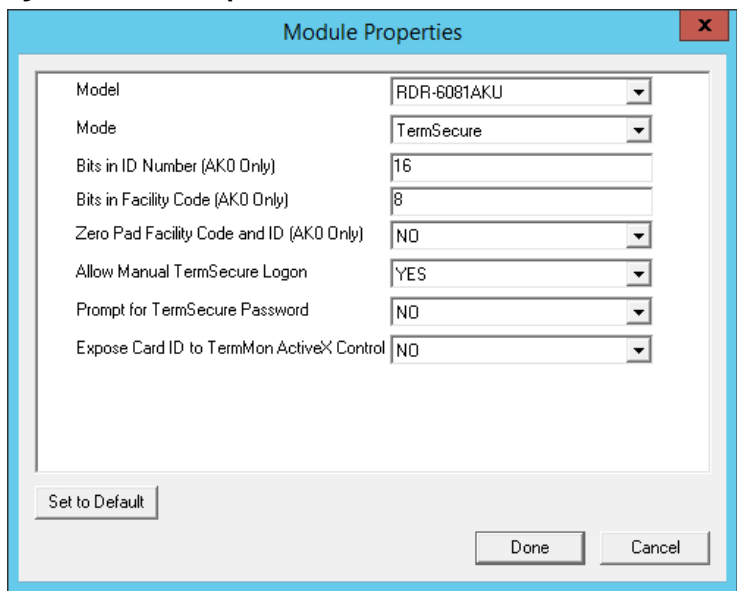 Module Properties
x
Model RDR-6081AKU
Mode TermSecure
Bits in ID Number (AK0 Only) 16
Bits in Facility Code (AK0 Only) 8
Zero Pad Facility Code and ID (AK0 Only) NO
Allow Manual TermSecure Logon YES
Prompt for TermSecure Password NO
Expose Card ID to TermMon ActiveX Control NO
Set to Default
Done Cancel